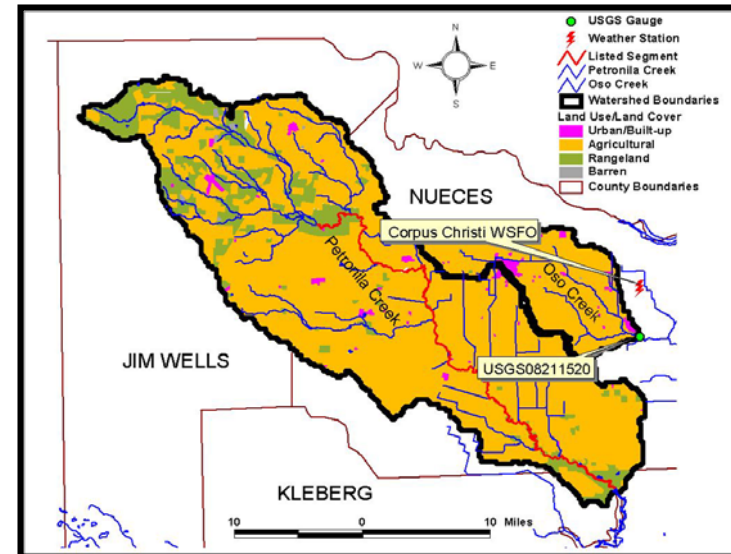 N
W E
S
USGS Gauge
Weather Station
Listed Segment
Petronila Creek
Oso Creek
Watershed Boundaries
Land Use/Land Cover
Urban/Built-up
Agricultural
Rangeland
Barren
County Boundaries
NUECES
Corpus Christi WSFO
Petronila Creek
Oso Creek
USGS08211520
JIM WELLS
KLEBERG
10 0 10 Miles